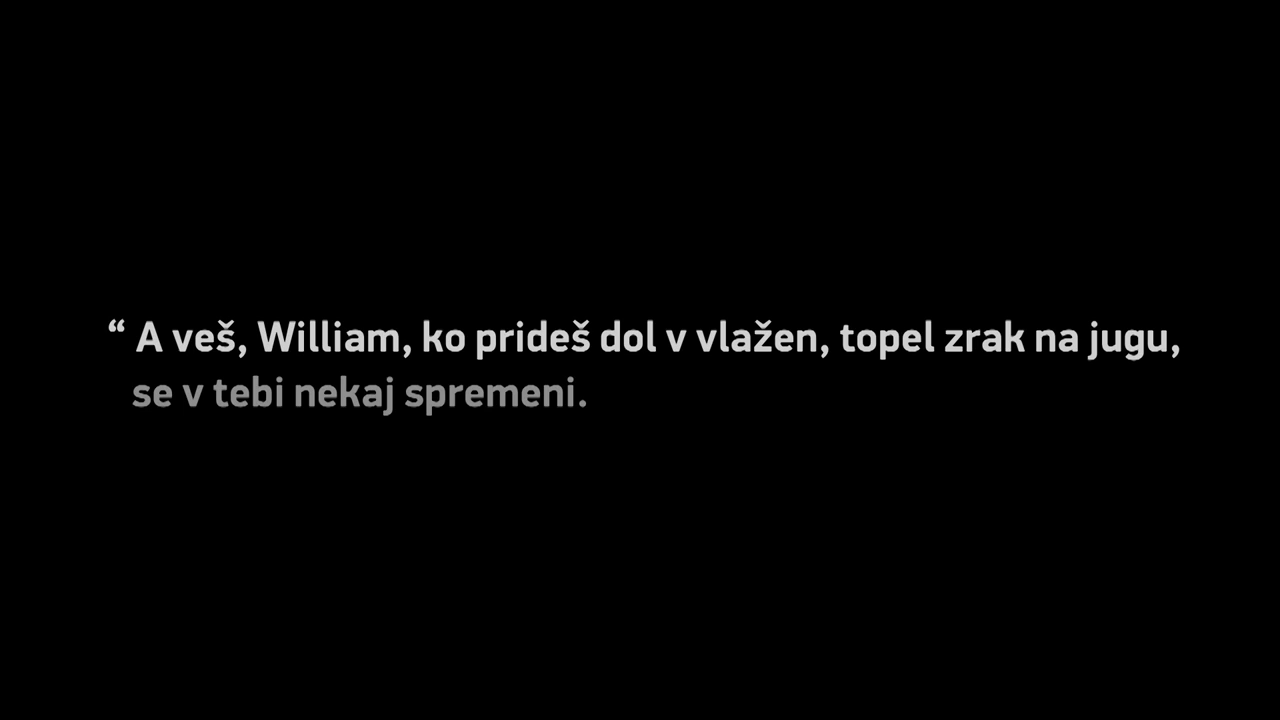 “ A veš, William, ko prideš dol v vlažen, topel zrak na jugu,
se v tebi nekaj spremeni.